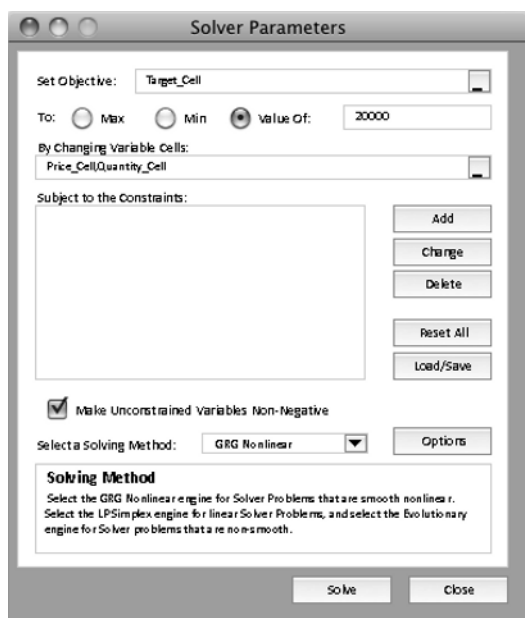 Solver Parameters
Set Objective: Target_Cell
To: Max Min Value Of: 20000
By Changing Variable Cells:
Price_Cell,Quantity_Cell
Subject to the Constraints:
Add
Change
Delete
Reset All
Load/Save
Make Unconstrained Variables Non-Negative
Select a Solving Method: GRG Nonlinear Options
Solving Method
Select the GRG Nonlinear engine for Solver Problems that are smooth nonlinear.
Select the LPSimplex engine for linear Solver Problems, and select the Evolutionary
engine for Solver problems that are non-smooth.
Solve Close